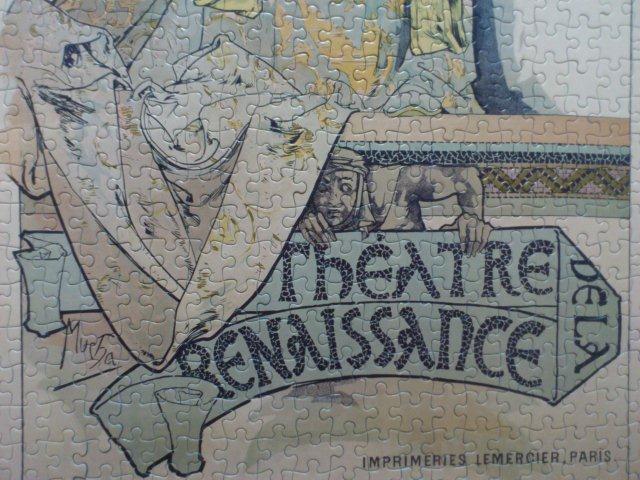 THÉATRE
DE LA
RENAISSANCE
Mucha
IMPRIMERIES LEMERCIER, PARIS.